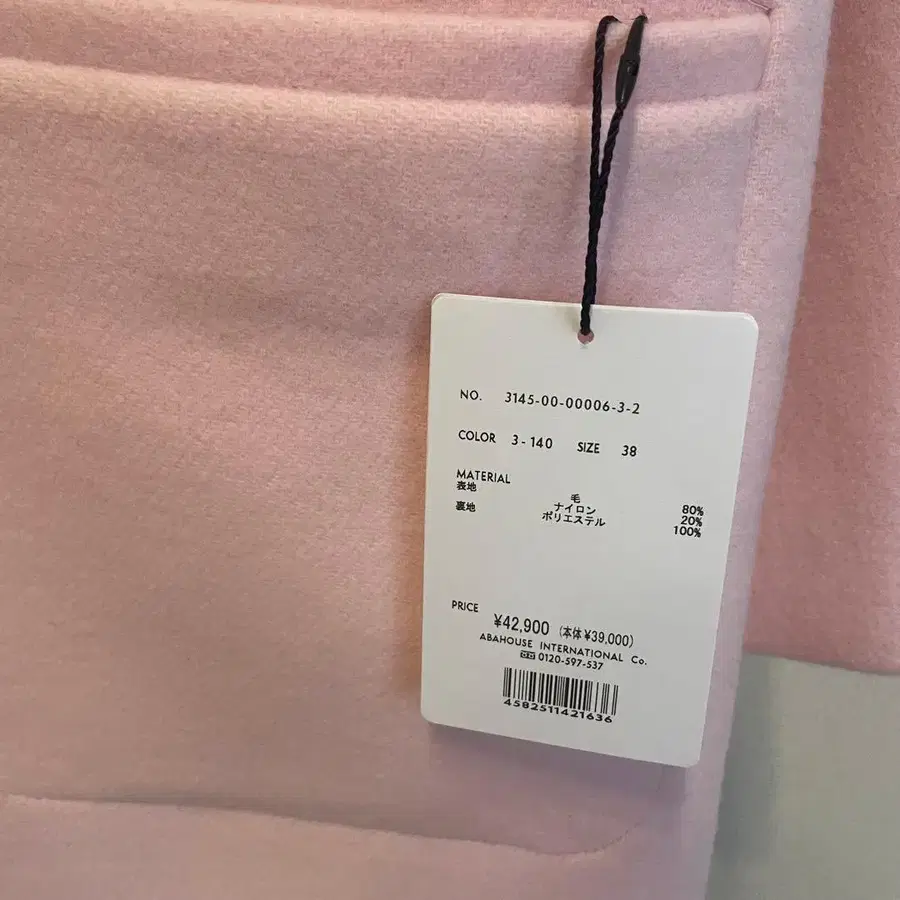 NO. 3145-00-00006-3-2
COLOR 3-140 SIZE 38
MATERIAL
表地 毛 80%
ナイロン 20%
裏地 ポリエステル 100%
PRICE ¥42,900 (本体¥39,000)
ABAHOUSE INTERNATIONAL Co.
0120-597-537
4582511421636